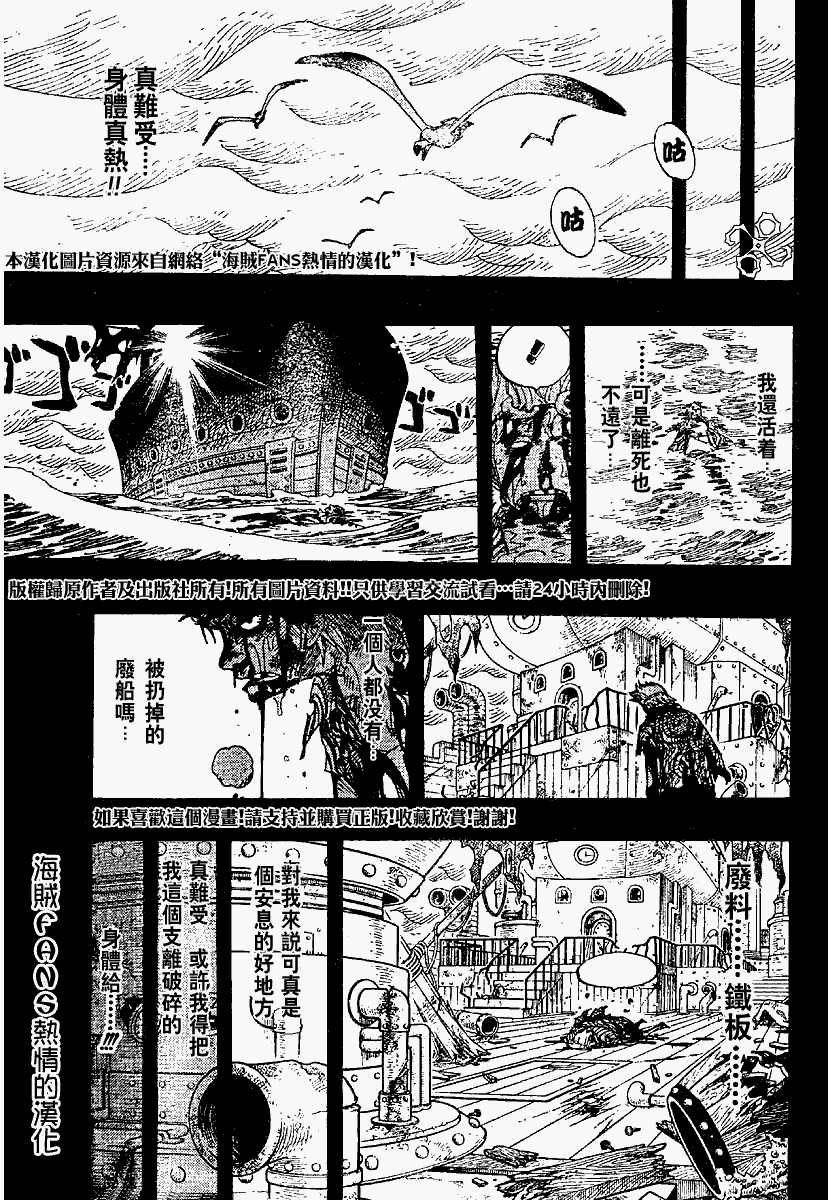 咕
咕
真難受……
身體真熱!!
本漢化圖片資源來自網絡“海賊FANS熱情的漢化”!
我還活着…
……可是離死也
不遠了…
!
ゴゴ
ゴゴ
版權歸原作者及出版社所有!所有圖片資料!!只供學習交流試看…請24小時內刪除!
一個人都没有…
被扔掉的
廢船嗎…
如果喜歡這個漫畫!請支持並購買正版!收藏欣賞!謝謝!
廢料……鐵板……
對我來說可真是
個安息的好地方
真難受 或許我得把
我這個支離破碎的
身體給……!!!
海賊FANS熱情的漢化